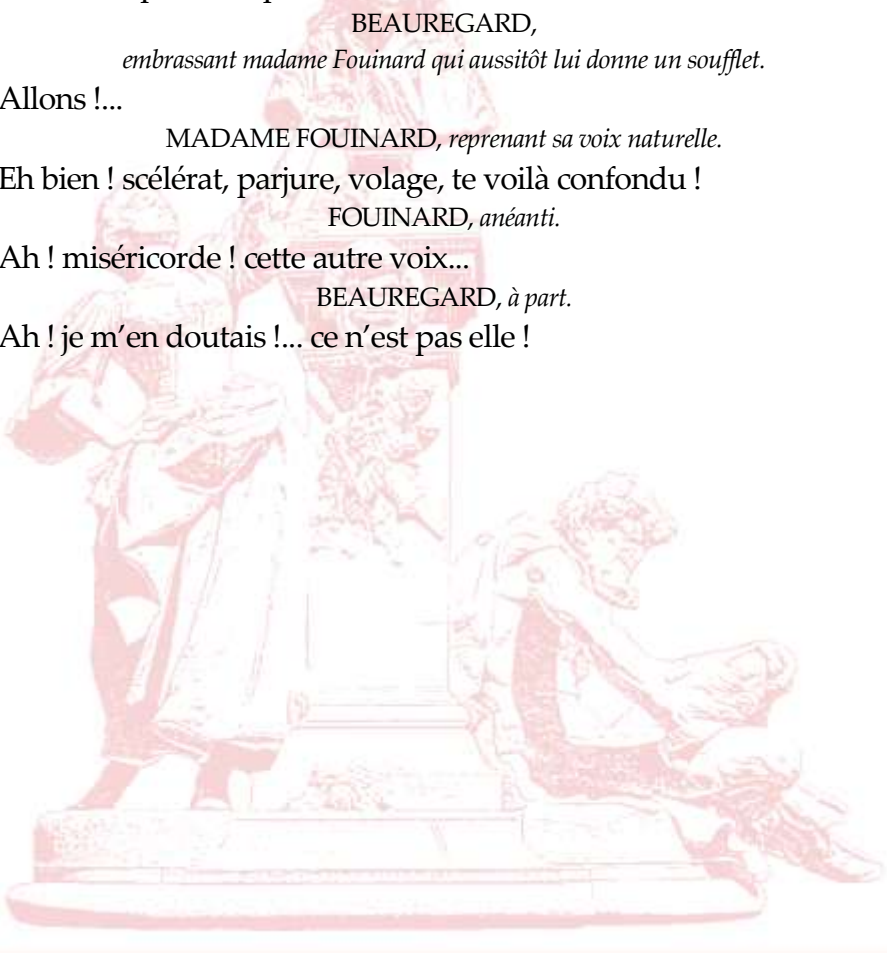 BEAUREGARD,
embrassant madame Fouinard qui aussitôt lui donne un soufflet.
Allons !...
MADAME FOUINARD, reprenant sa voix naturelle.
Eh bien ! scélérat, parjure, volage, te voilà confondu !
FOUINARD, anéanti.
Ah ! miséricorde ! cette autre voix...
BEAUREGARD, à part.
Ah ! je m’en doutais !... ce n’est pas elle !